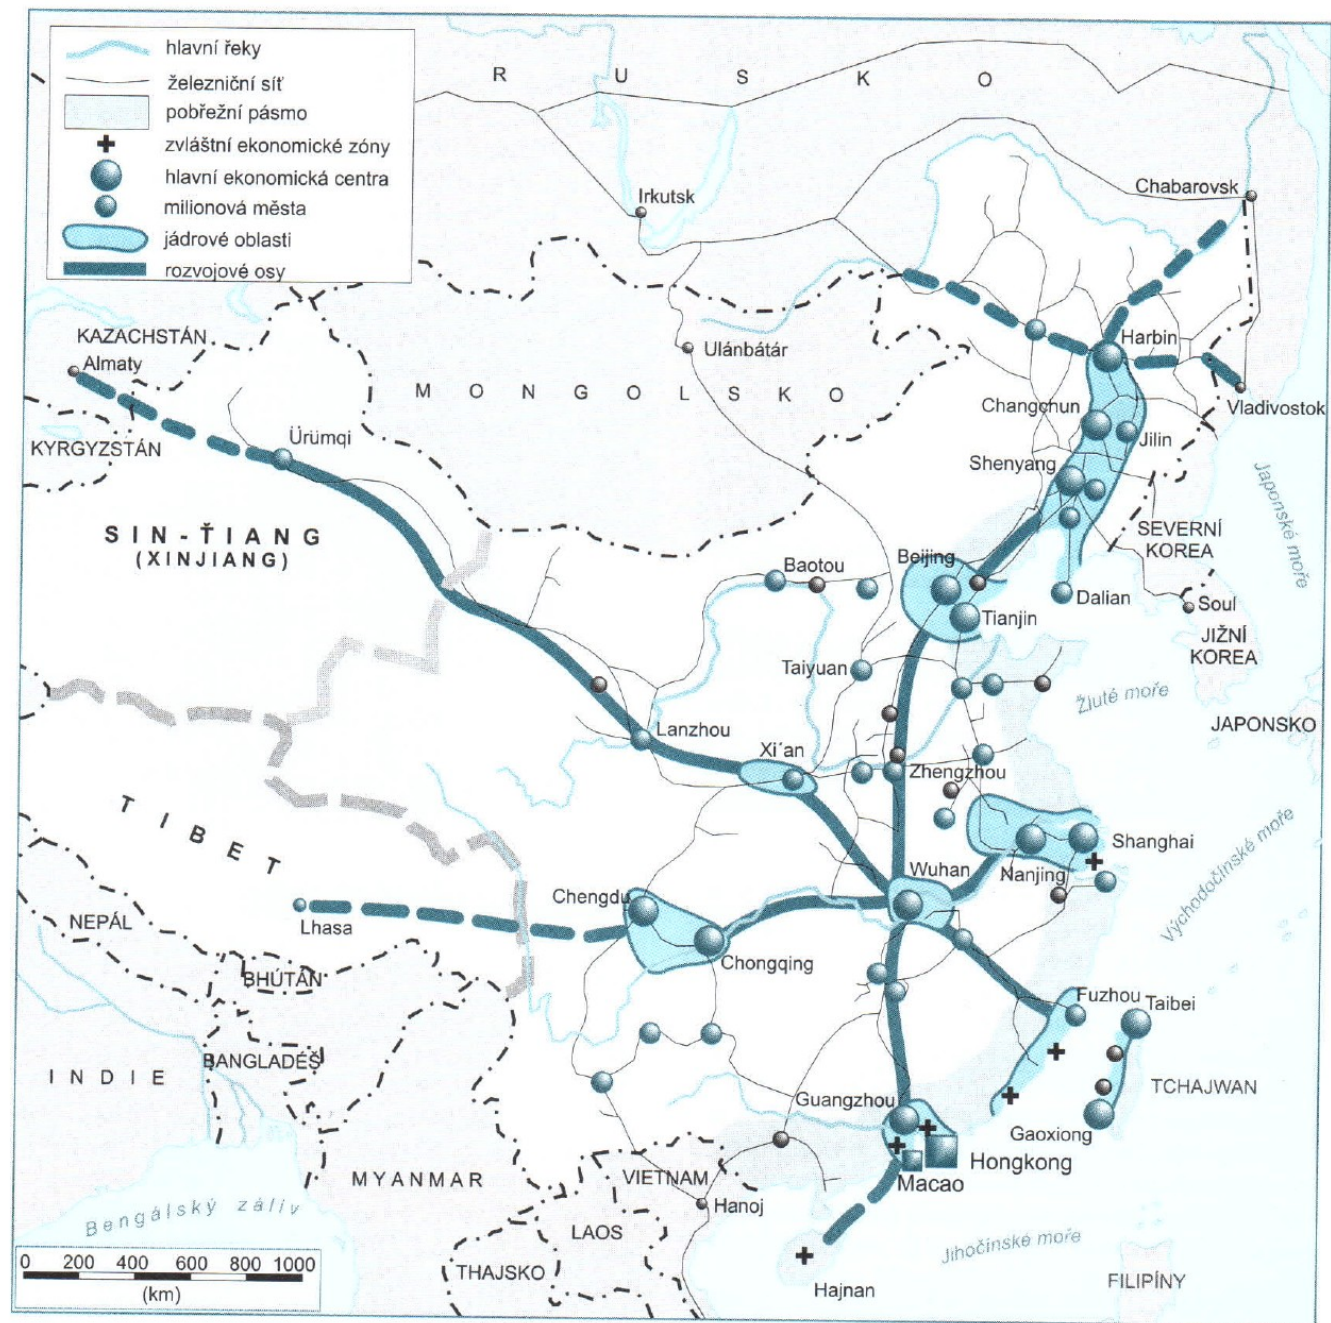 hlavní řeky
železniční síť
pobřežní pásmo
zvláštní ekonomické zóny
hlavní ekonomická centra
milionová města
jádrové oblasti
rozvojové osy
R U S K O
Irkutsk
Chabarovsk
KAZACHSTÁN
Almaty
Ulánbátár
Harbin
M O N G O L S K O
Vladivostok
Changchun
Jilin
KYRGYZSTÁN
Ürümqi
Shenyang
Japonské moře
SIN-ŤIANG
(XINJIANG)
SEVERNÍ
KOREA
Baotou
Beijing
Dalian
Soul
Tianjin
JIŽNÍ
KOREA
Taiyuan
Žluté moře
JAPONSKO
Lanzhou
Xi´an
Zhengzhou
TIBET
Shanghai
Nanjing
Wuhan
Východočínské moře
Chengdu
Lhasa
NEPÁL
Chongqing
BHÚTÁN
Fuzhou
Taibei
BANGLADÉŠ
INDIE
TCHAJWAN
Guangzhou
Gaoxiong
Hongkong
Macao
MYANMAR
VIETNAM
Hanoj
Bengálský záliv
LAOS
Jihočínské moře
THAJSKO
Hajnan
FILIPÍNY
0 200 400 600 800 1000
(km)